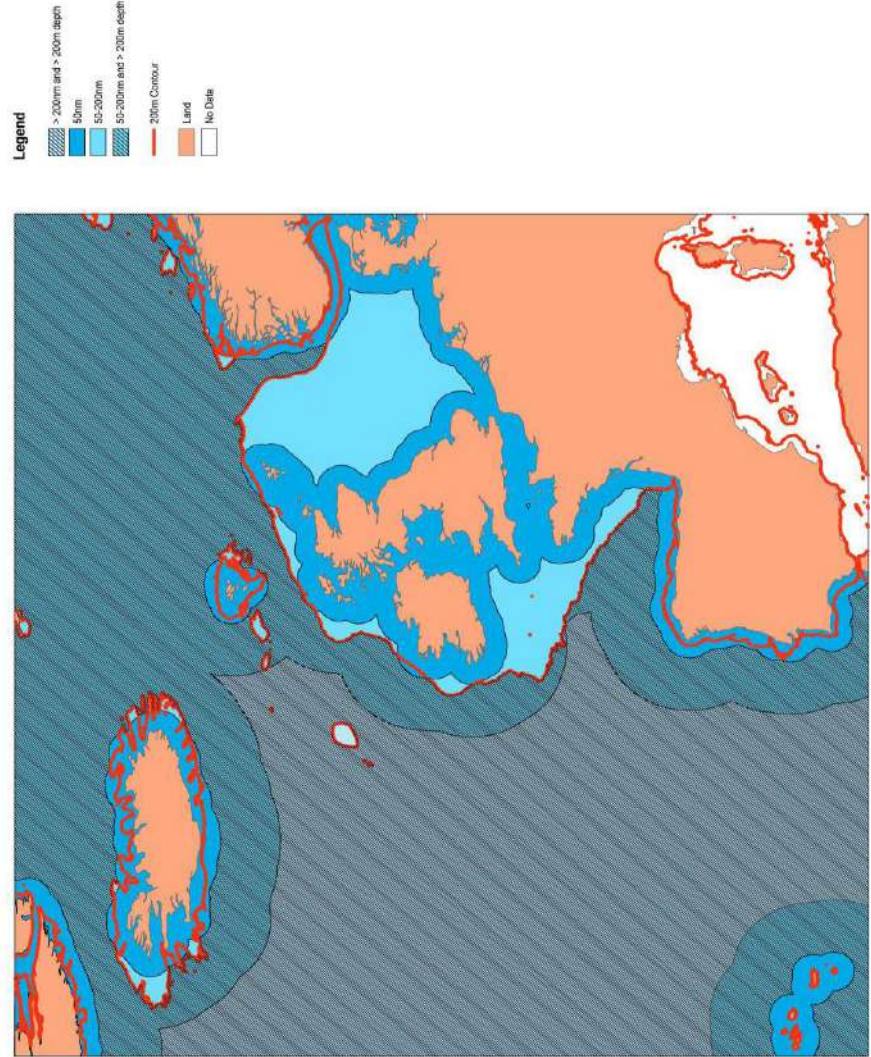 Legend
> 200nm and > 200m depth
50nm
50-200nm
50-200nm and > 200m depth
200m Contour
Land
No Data